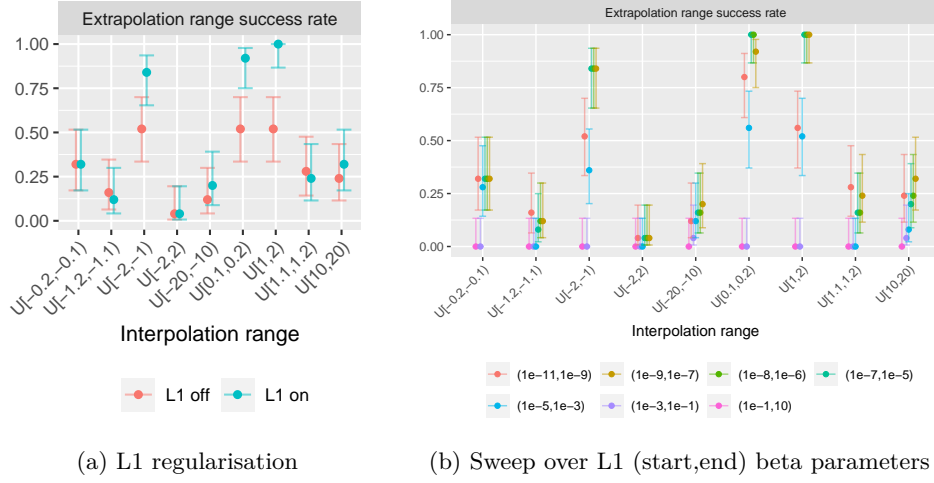 Extrapolation range success rate
1.00
0.75
0.50
0.25
0.00
U[−0.2,−0.1)
U[−1.2,−1.1)
U[−2,−1)
U[−2,2)
U[−20,−10)
U[0.1,0.2)
U[1,2)
U[1.1,1.2)
U[10,20)
Interpolation range
L1 off L1 on
(a) L1 regularisation
Extrapolation range success rate
1.00
0.75
0.50
0.25
0.00
U[−0.2,−0.1)
U[−1.2,−1.1)
U[−2,−1)
U[−2,2)
U[−20,−10)
U[0.1,0.2)
U[1,2)
U[1.1,1.2)
U[10,20)
Interpolation range
(1e−11,1e−9) (1e−9,1e−7) (1e−8,1e−6) (1e−7,1e−5)
(1e−5,1e−3) (1e−3,1e−1) (1e−1,10)
(b) Sweep over L1 (start,end) beta parameters